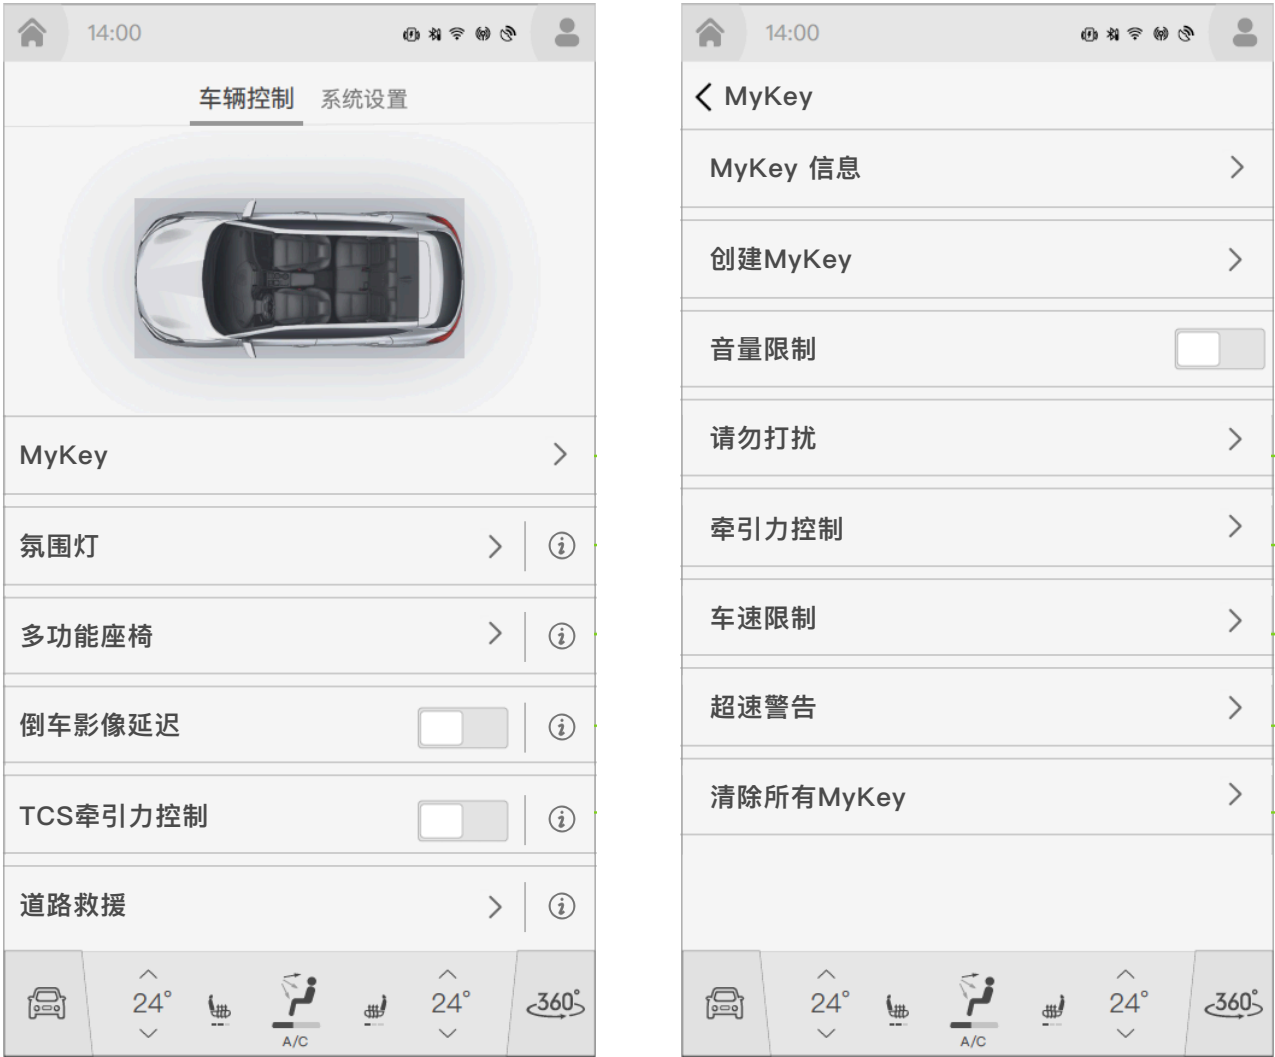 14:00
车辆控制 系统设置
MyKey
氛围灯
多功能座椅
倒车影像延迟
TCS牵引力控制
道路救援
24° A/C 24° 360°
14:00
MyKey
MyKey 信息
创建MyKey
音量限制
请勿打扰
牵引力控制
车速限制
超速警告
清除所有MyKey
24° A/C 24° 360°